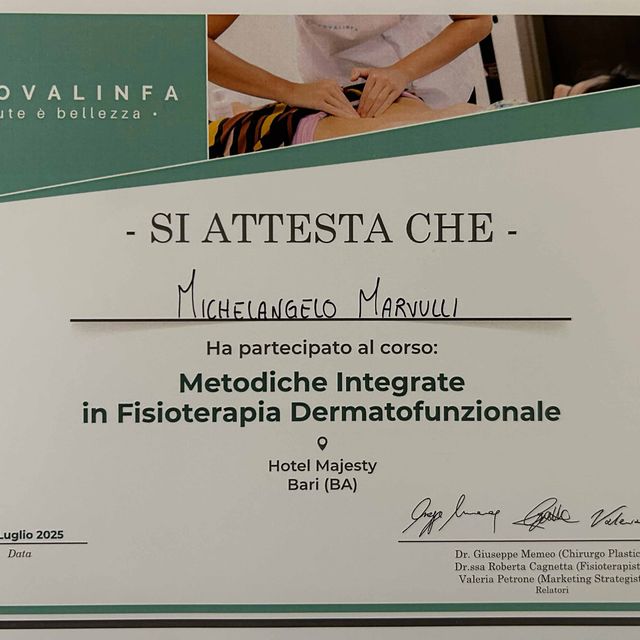 OVALINFA
ute è bellezza •
- SI ATTESTA CHE -
MICHELANGELO MARVULLI
Ha partecipato al corso:
Metodiche Integrate
in Fisioterapia Dermatofunzionale
Hotel Majesty
Bari (BA)
Luglio 2025
Data
Dr. Giuseppe Memeo (Chirurgo Plastic
Dr.ssa Roberta Cagnetta (Fisioterapist
Valeria Petrone (Marketing Strategist
Relatori